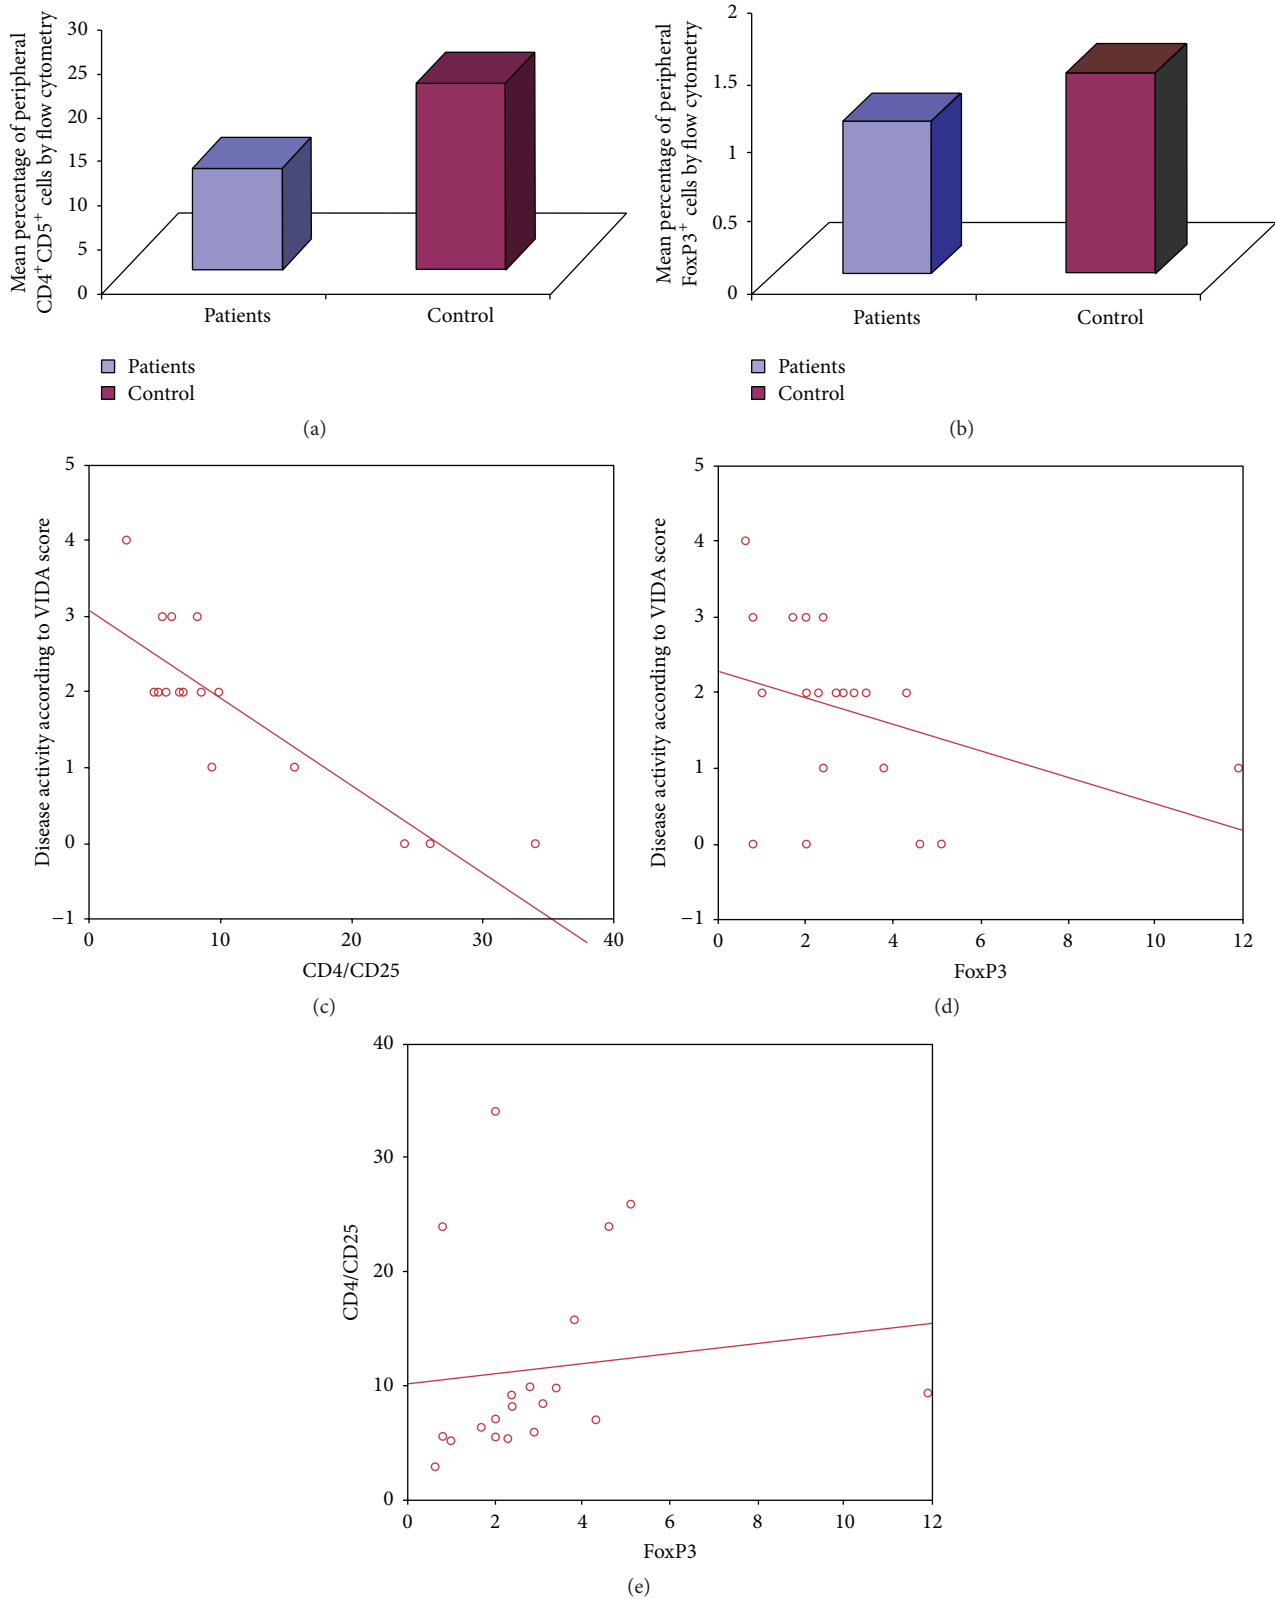 Mean percentage of peripheral
CD4⁺CD5⁺ cells by flow cytometry
30
25
20
15
10
5
0
Patients Control
Patients
Control
(a)
Mean percentage of peripheral
FoxP3⁺ cells by flow cytometry
2
1.5
1
0.5
0
Patients Control
Patients
Control
(b)
Disease activity according to VIDA score
5
4
3
2
1
0
−1
0 10 20 30 40
CD4/CD25
(c)
Disease activity according to VIDA score
5
4
3
2
1
0
−1
0 2 4 6 8 10 12
FoxP3
(d)
CD4/CD25
40
30
20
10
0
0 2 4 6 8 10 12
FoxP3
(e)